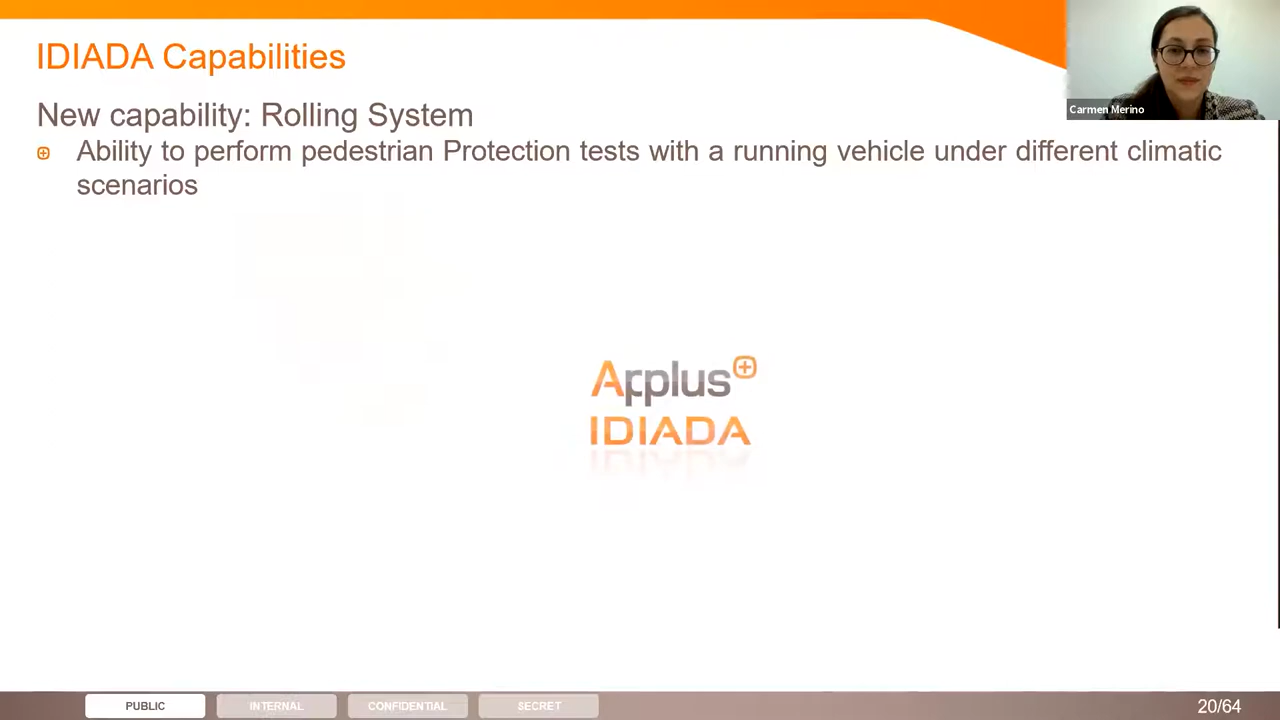 IDIADA Capabilities
Carmen Merino
New capability: Rolling System
Ability to perform pedestrian Protection tests with a running vehicle under different climatic
scenarios
Applus+
IDIADA
PUBLIC
INTERNAL
CONFIDENTIAL
SECRET
20/64